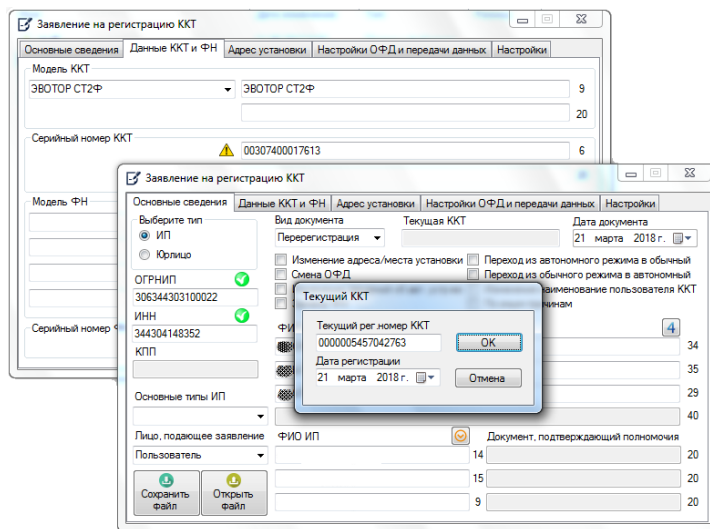 Заявление на регистрацию ККТ
Основные сведения Данные ККТ и ФН Адрес установки Настройки ОФД и передачи данных Настройки
Модель ККТ
ЭВОТОР СТ2Ф ЭВОТОР СТ2Ф 9
20
Серийный номер ККТ
00307400017613 6
Модель ФН
Серийный номер
Заявление на регистрацию ККТ
Основные сведения Данные ККТ и ФН Адрес установки Настройки ОФД и передачи данных Настройки
Выберите тип Вид документа Текущая ККТ Дата документа
ИП Перерегистрация 21 марта 2018 г.
Юрлицо
Изменение адреса/места установки Переход из автономного режима в обычный
Смена ОФД Переход из обычного режима в автономный
ОГРНИП
306344303100022 наименование пользователя ККТ
ИНН
344304148352
КПП
ФИО 4
34
35
29
40
Текущий ККТ
Текущий рег.номер ККТ
0000005457042763 OK
Дата регистрации
21 марта 2018 г. Отмена
Основные типы ИП
Лицо, подающее заявление ФИО ИП Документ, подтверждающий полномочия
Пользователь 14 20
15 20
9 20
Сохранить файл
Открыть файл